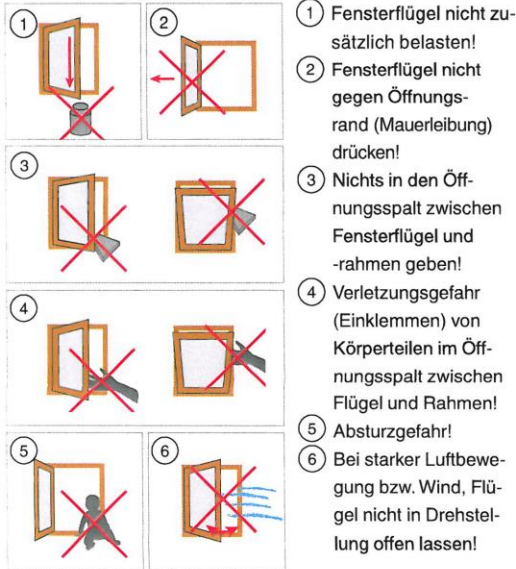 1
2
3
4
5
6
1 Fensterflügel nicht zu-
sätzlich belasten!
2 Fensterflügel nicht
gegen Öffnungs-
rand (Mauerleibung)
drücken!
3 Nichts in den Öff-
nungsspalt zwischen
Fensterflügel und
-rahmen geben!
4 Verletzungsgefahr
(Einklemmen) von
Körperteilen im Öff-
nungsspalt zwischen
Flügel und Rahmen!
5 Absturzgefahr!
6 Bei starker Luftbewe-
gung bzw. Wind, Flü-
gel nicht in Drehstel-
lung offen lassen!